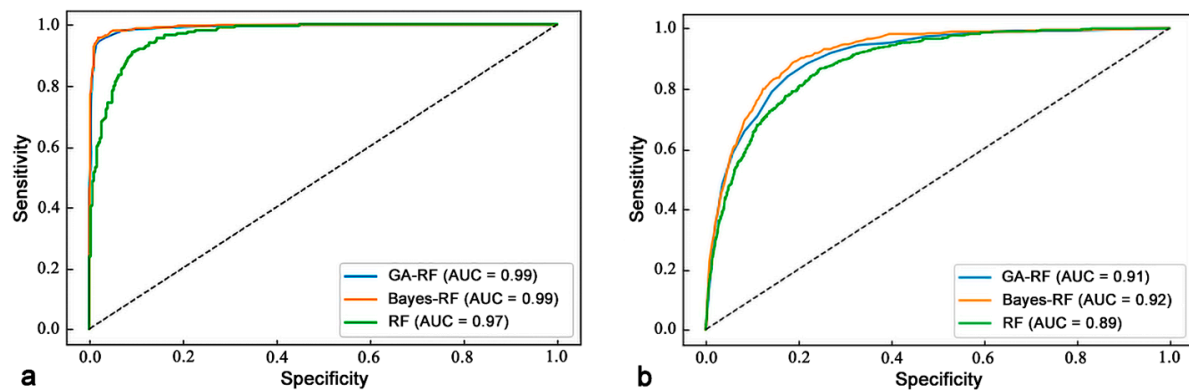 1.0
0.8
0.6
0.4
0.2
0.0
Sensitivity
GA-RF (AUC = 0.99)
Bayes-RF (AUC = 0.99)
RF (AUC = 0.97)
0.0 0.2 0.4 0.6 0.8 1.0
Specificity
a
1.0
0.8
0.6
0.4
0.2
0.0
Sensitivity
GA-RF (AUC = 0.91)
Bayes-RF (AUC = 0.92)
RF (AUC = 0.89)
0.0 0.2 0.4 0.6 0.8 1.0
Specificity
b